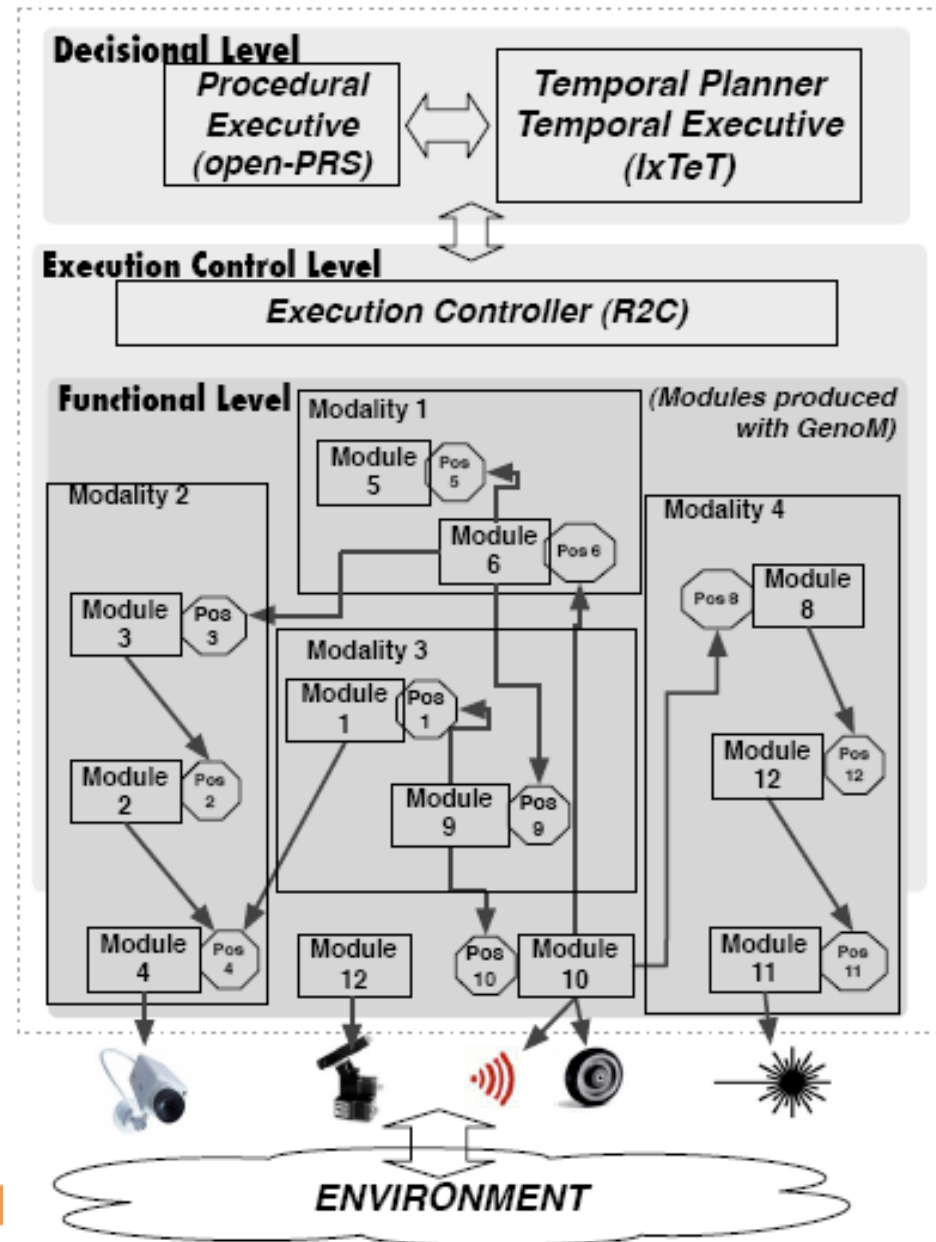 Decisional Level
Procedural
Executive
(open-PRS)
Temporal Planner
Temporal Executive
(IxTeT)
Execution Control Level
Execution Controller (R2C)
Functional Level
(Modules produced
with GenoM)
Modality 1
Module
5
Pos
5
Module
6
Pos 6
Modality 2
Module
3
Pos
3
Module
2
Pos
2
Module
4
Pos
4
Modality 3
Module
1
Pos
1
Module
9
Pos
9
Module
12
Pos
10
Module
10
Modality 4
Pos 8
Module
8
Module
12
Pos
12
Module
11
Pos
11
ENVIRONMENT